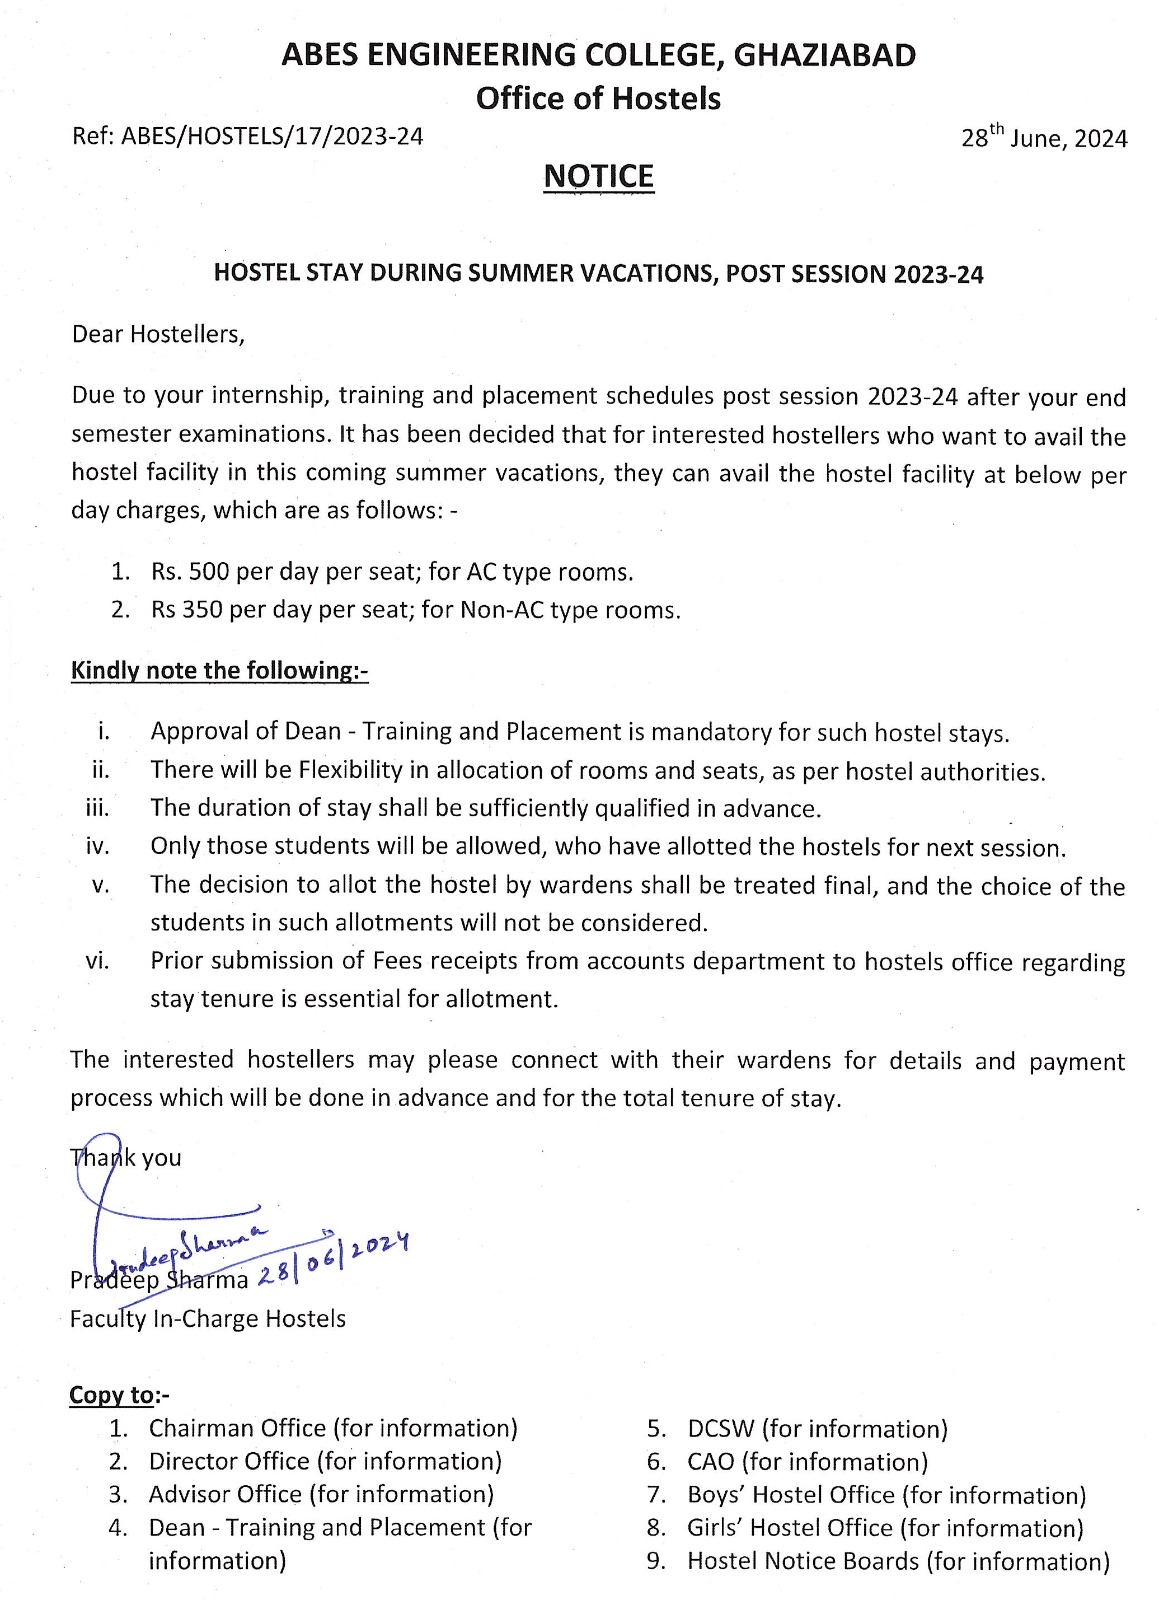 ABES ENGINEERING COLLEGE, GHAZIABAD
Office of Hostels
Ref: ABES/HOSTELS/17/2023-24 28th June, 2024
NOTICE
HOSTEL STAY DURING SUMMER VACATIONS, POST SESSION 2023-24
Dear Hostellers,
Due to your internship, training and placement schedules post session 2023-24 after your end
semester examinations. It has been decided that for interested hostellers who want to avail the
hostel facility in this coming summer vacations, they can avail the hostel facility at below per
day charges, which are as follows: -
1. Rs. 500 per day per seat; for AC type rooms.
2. Rs 350 per day per seat; for Non-AC type rooms.
Kindly note the following:-
i. Approval of Dean - Training and Placement is mandatory for such hostel stays.
ii. There will be Flexibility in allocation of rooms and seats, as per hostel authorities.
iii. The duration of stay shall be sufficiently qualified in advance.
iv. Only those students will be allowed, who have allotted the hostels for next session.
v. The decision to allot the hostel by wardens shall be treated final, and the choice of the
students in such allotments will not be considered.
vi. Prior submission of Fees receipts from accounts department to hostels office regarding
stay tenure is essential for allotment.
The interested hostellers may please connect with their wardens for details and payment
process which will be done in advance and for the total tenure of stay.
Thank you
PradeepSharma
Pradeep Sharma 28/06/2024
Faculty In-Charge Hostels
Copy to:-
1. Chairman Office (for information)
2. Director Office (for information)
3. Advisor Office (for information)
4. Dean - Training and Placement (for
information)
5. DCSW (for information)
6. CAO (for information)
7. Boys' Hostel Office (for information)
8. Girls' Hostel Office (for information)
9. Hostel Notice Boards (for information)